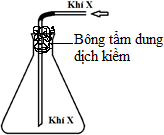 Khí X
Bông tẩm dung
dịch kiềm
Khí X